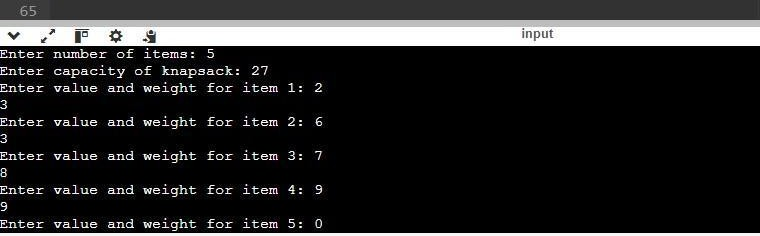 65
input
Enter number of items: 5
Enter capacity of knapsack: 27
Enter value and weight for item 1: 2
3
Enter value and weight for item 2: 6
3
Enter value and weight for item 3: 7
8
Enter value and weight for item 4: 9
9
Enter value and weight for item 5: 0